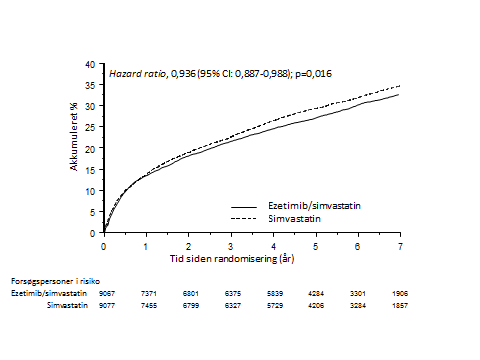 Hazard ratio, 0,936 (95% CI: 0,887-0,988); p=0,016
Akkumuleret %
40
35
30
25
20
15
10
5
0
Ezetimib/simvastatin
Simvastatin
0 1 2 3 4 5 6 7
Tid siden randomisering (år)
Forsøgspersoner i risiko
Ezetimib/simvastatin 9067 7371 6801 6375 5839 4284 3301 1906
Simvastatin 9077 7455 6799 6327 5729 4206 3284 1857